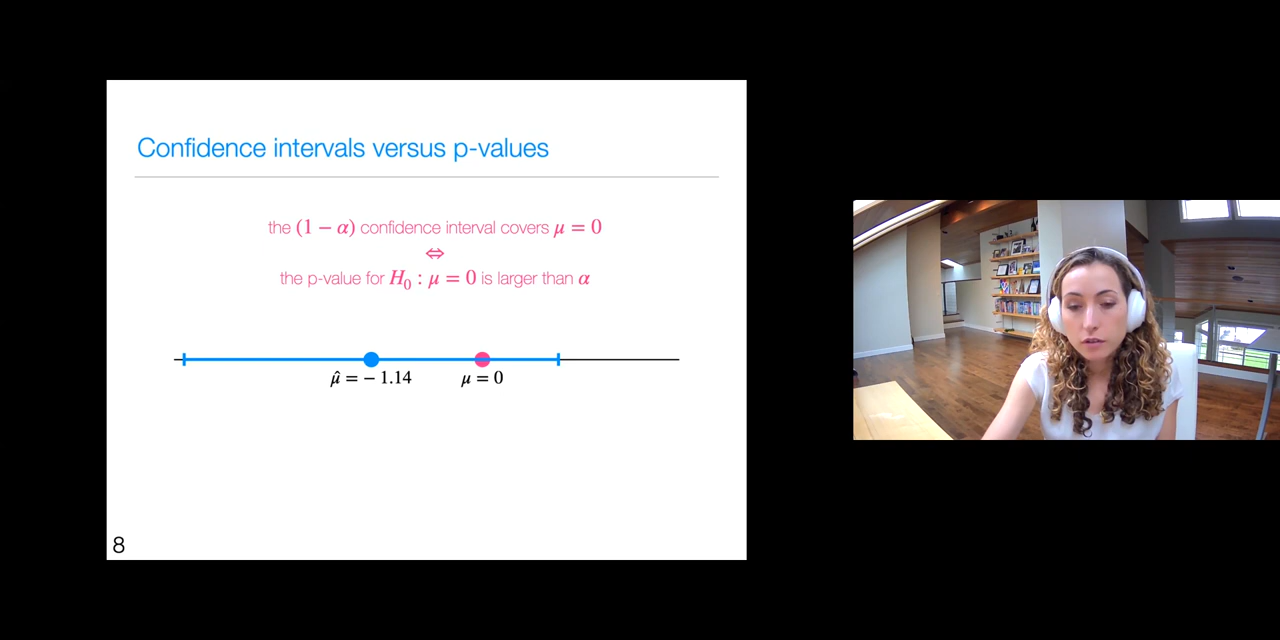 Confidence intervals versus p-values
the (1 − α) confidence interval covers μ = 0
⇔
the p-value for H₀ : μ = 0 is larger than α
μ̂ = − 1.14 μ = 0
8